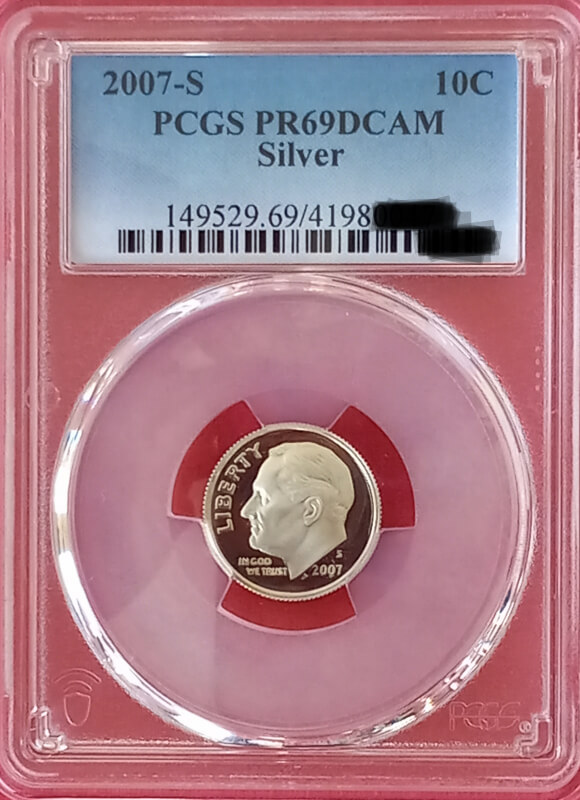 2007-S 10C
PCGS PR69DCAM
Silver
149529.69/4198
LIBERTY
IN GOD
WE TRUST
S
2007
PCGS